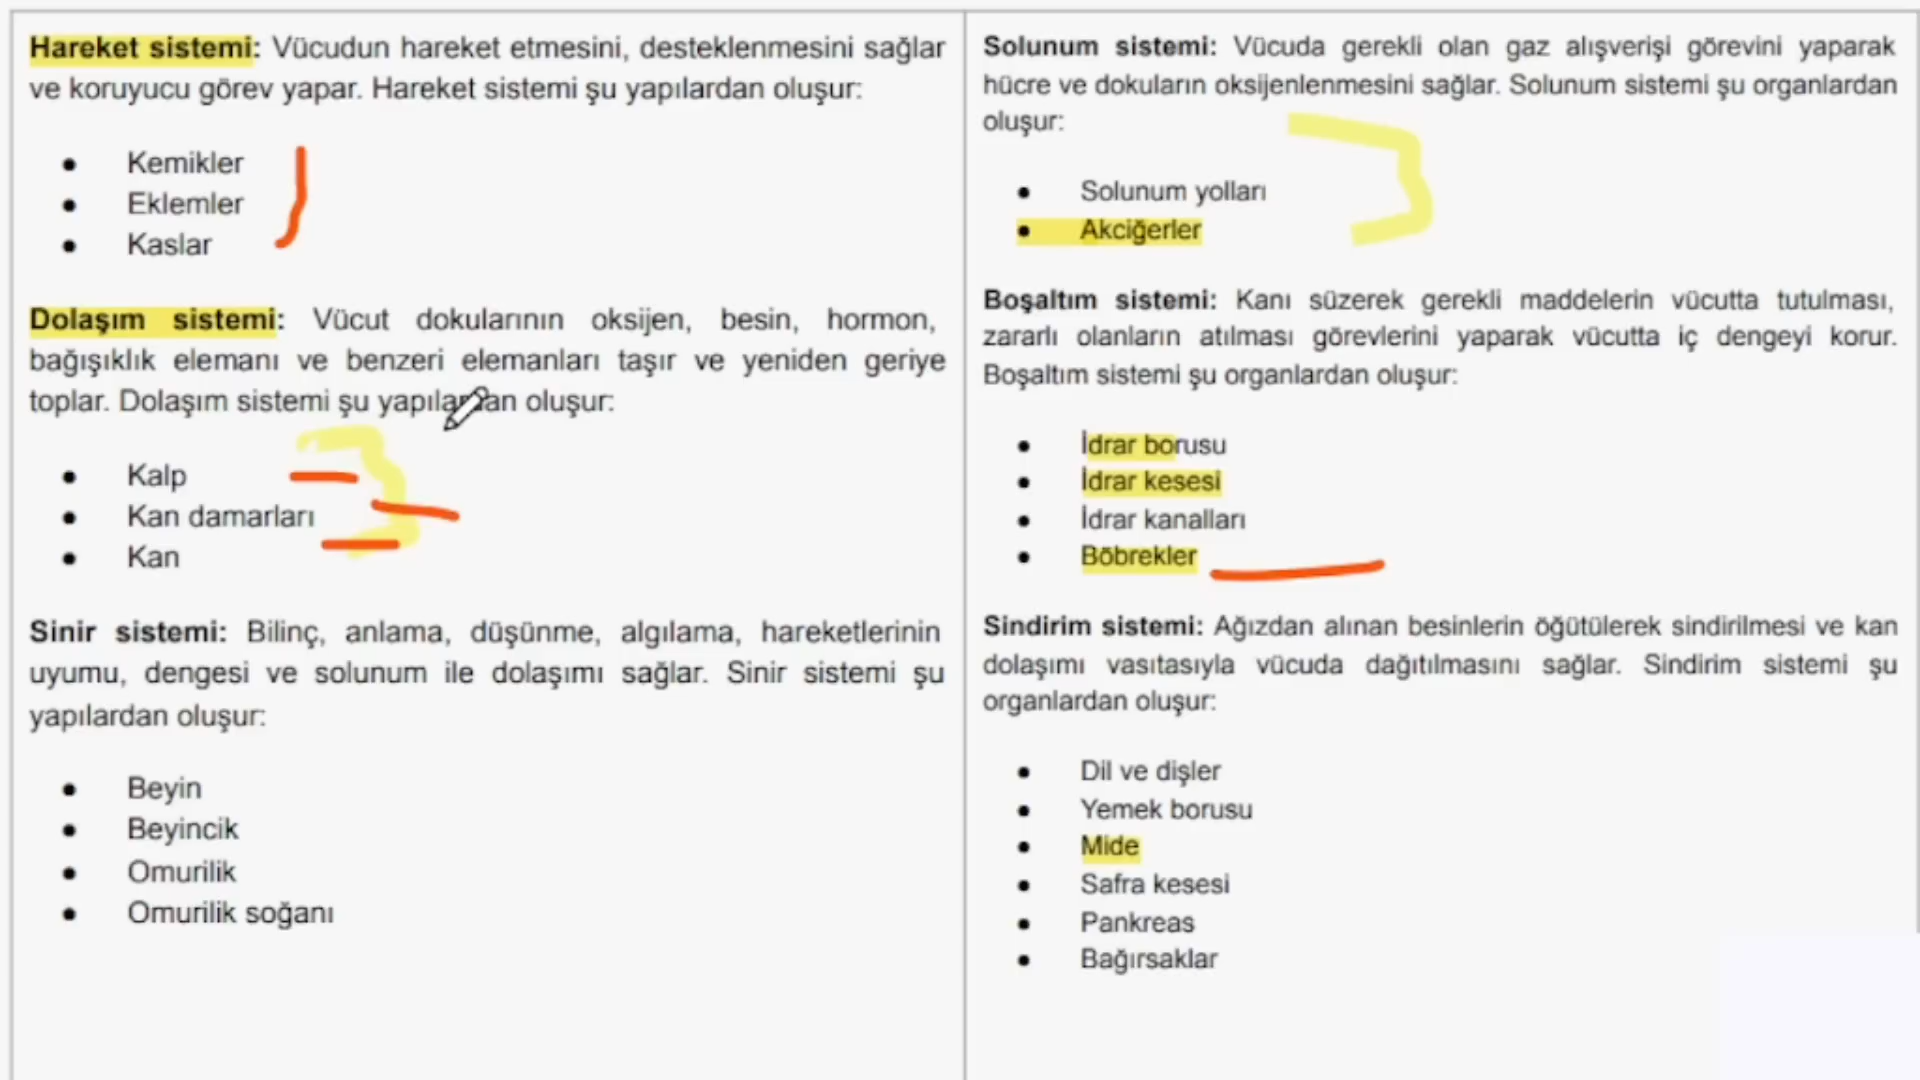 Hareket sistemi: Vücudun hareket etmesini, desteklenmesini sağlar
ve koruyucu görev yapar. Hareket sistemi şu yapılardan oluşur:
• Kemikler
• Eklemler
• Kaslar
Dolaşım sistemi: Vücut dokularının oksijen, besin, hormon,
bağışıklık elemanı ve benzeri elemanları taşır ve yeniden geriye
toplar. Dolaşım sistemi şu yapılardan oluşur:
• Kalp
• Kan damarları
• Kan
Sinir sistemi: Bilinç, anlama, düşünme, algılama, hareketlerinin
uyumu, dengesi ve solunum ile dolaşımı sağlar. Sinir sistemi şu
yapılardan oluşur:
• Beyin
• Beyincik
• Omurilik
• Omurilik soğanı
Solunum sistemi: Vücuda gerekli olan gaz alışverişi görevini yaparak
hücre ve dokuların oksijenlenmesini sağlar. Solunum sistemi şu organlardan
oluşur:
• Solunum yolları
• Akciğerler
Boşaltım sistemi: Kanı süzerek gerekli maddelerin vücutta tutulması,
zararlı olanların atılması görevlerini yaparak vücutta iç dengeyi korur.
Boşaltım sistemi şu organlardan oluşur:
• İdrar borusu
• İdrar kesesi
• İdrar kanalları
• Böbrekler
Sindirim sistemi: Ağızdan alınan besinlerin öğütülerek sindirilmesi ve kan
dolaşımı vasıtasıyla vücuda dağıtılmasını sağlar. Sindirim sistemi şu
organlardan oluşur:
• Dil ve dişler
• Yemek borusu
• Mide
• Safra kesesi
• Pankreas
• Bağırsaklar